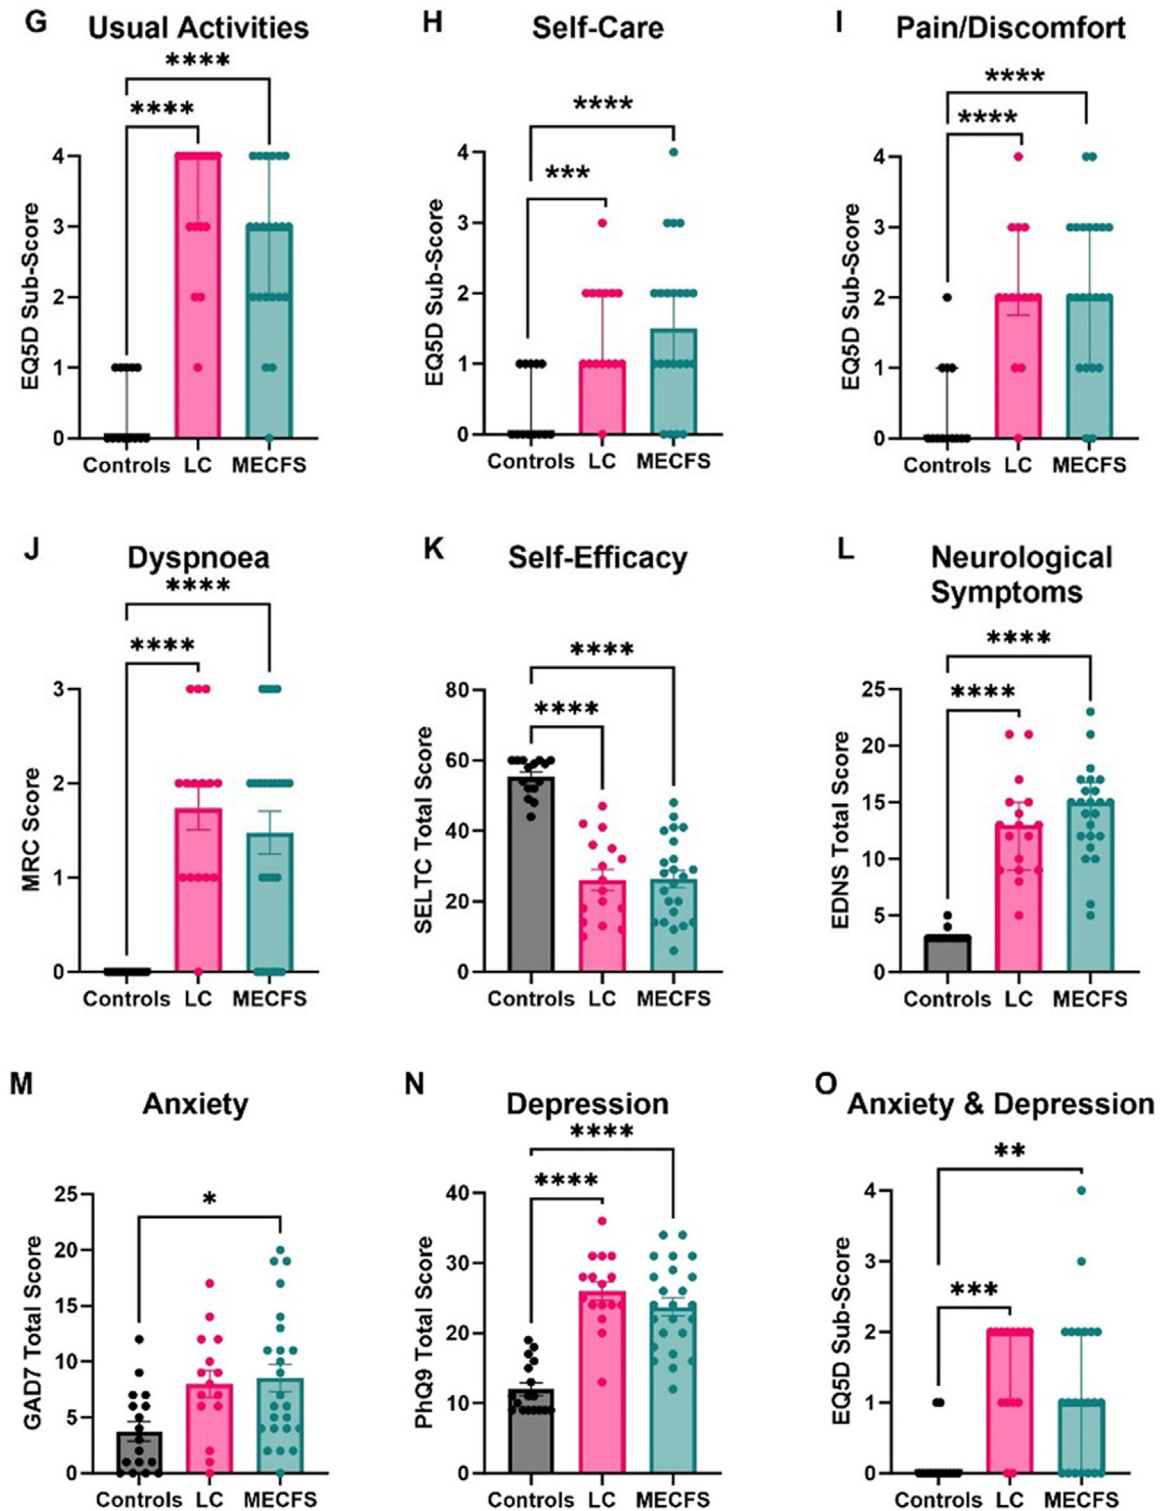 G Usual Activities
****
****
EQ5D Sub-Score
4
3
2
1
0
Controls LC MECFS
H Self-Care
****
***
EQ5D Sub-Score
4
3
2
1
0
Controls LC MECFS
I Pain/Discomfort
****
****
EQ5D Sub-Score
4
3
2
1
0
Controls LC MECFS
J Dyspnoea
****
****
MRC Score
3
2
1
0
Controls LC MECFS
K Self-Efficacy
****
****
SELTC Total Score
80
60
40
20
0
Controls LC MECFS
L Neurological
Symptoms
****
****
EDNS Total Score
25
20
15
10
5
0
Controls LC MECFS
M Anxiety
*
GAD7 Total Score
25
20
15
10
5
0
Controls LC MECFS
N Depression
****
****
PhQ9 Total Score
40
30
20
10
0
Controls LC MECFS
O Anxiety & Depression
**
***
EQ5D Sub-Score
4
3
2
1
0
Controls LC MECFS